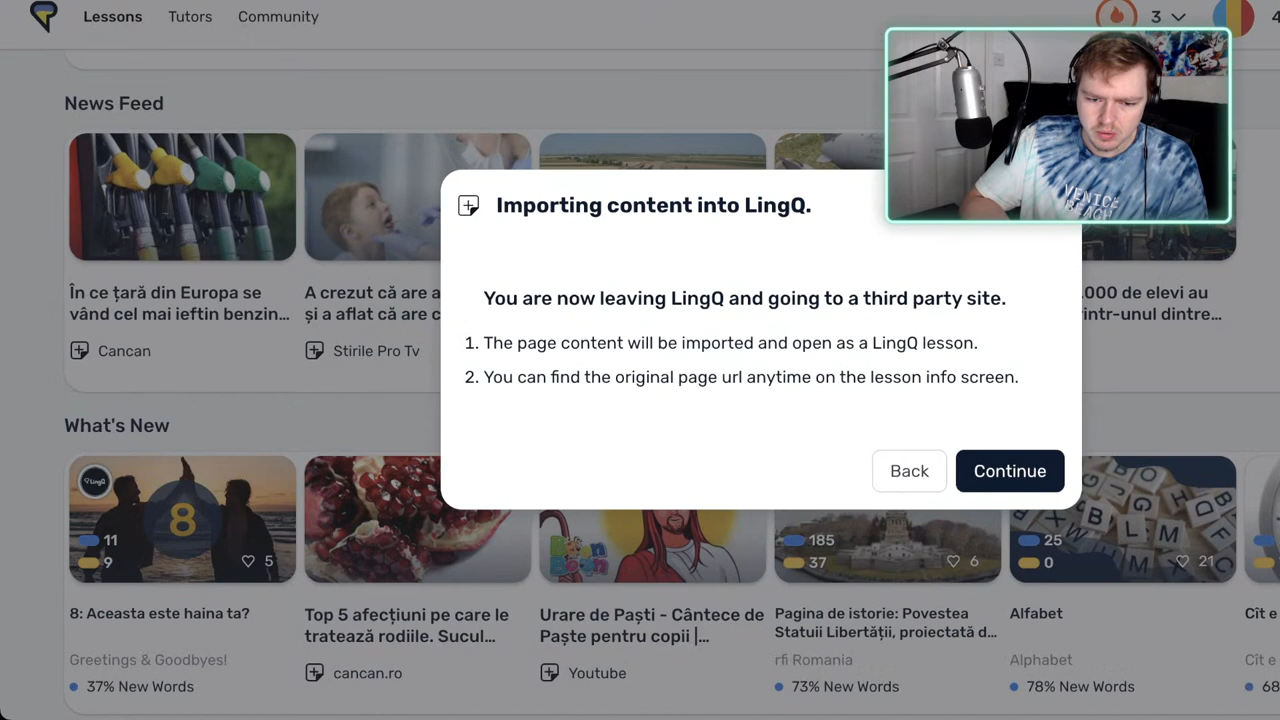 Lessons
Tutors
Community
3
4
News Feed
Importing content into LingQ.
You are now leaving LingQ and going to a third party site.
1. The page content will be imported and open as a LingQ lesson.
2. You can find the original page url anytime on the lesson info screen.
Back
Continue
VENICE
BEACH
În ce țară din Europa se
vând cel mai ieftin benzin...
Cancan
A crezut că are a
și a aflat că are c
Stirile Pro Tv
.000 de elevi au
rintr-unul dintre...
What's New
LingQ
8
11
9
5
8: Aceasta este haina ta?
Greetings & Goodbyes!
37% New Words
Top 5 afecțiuni pe care le
tratează rodiile. Sucul...
cancan.ro
Urare de Paști - Cântece de
Paște pentru copii |...
Youtube
185
37
6
Pagina de istorie: Povestea
Statuii Libertății, proiectată d...
rfi Romania
73% New Words
25
0
21
Alfabet
Alphabet
78% New Words
Cît e
Cît e
68